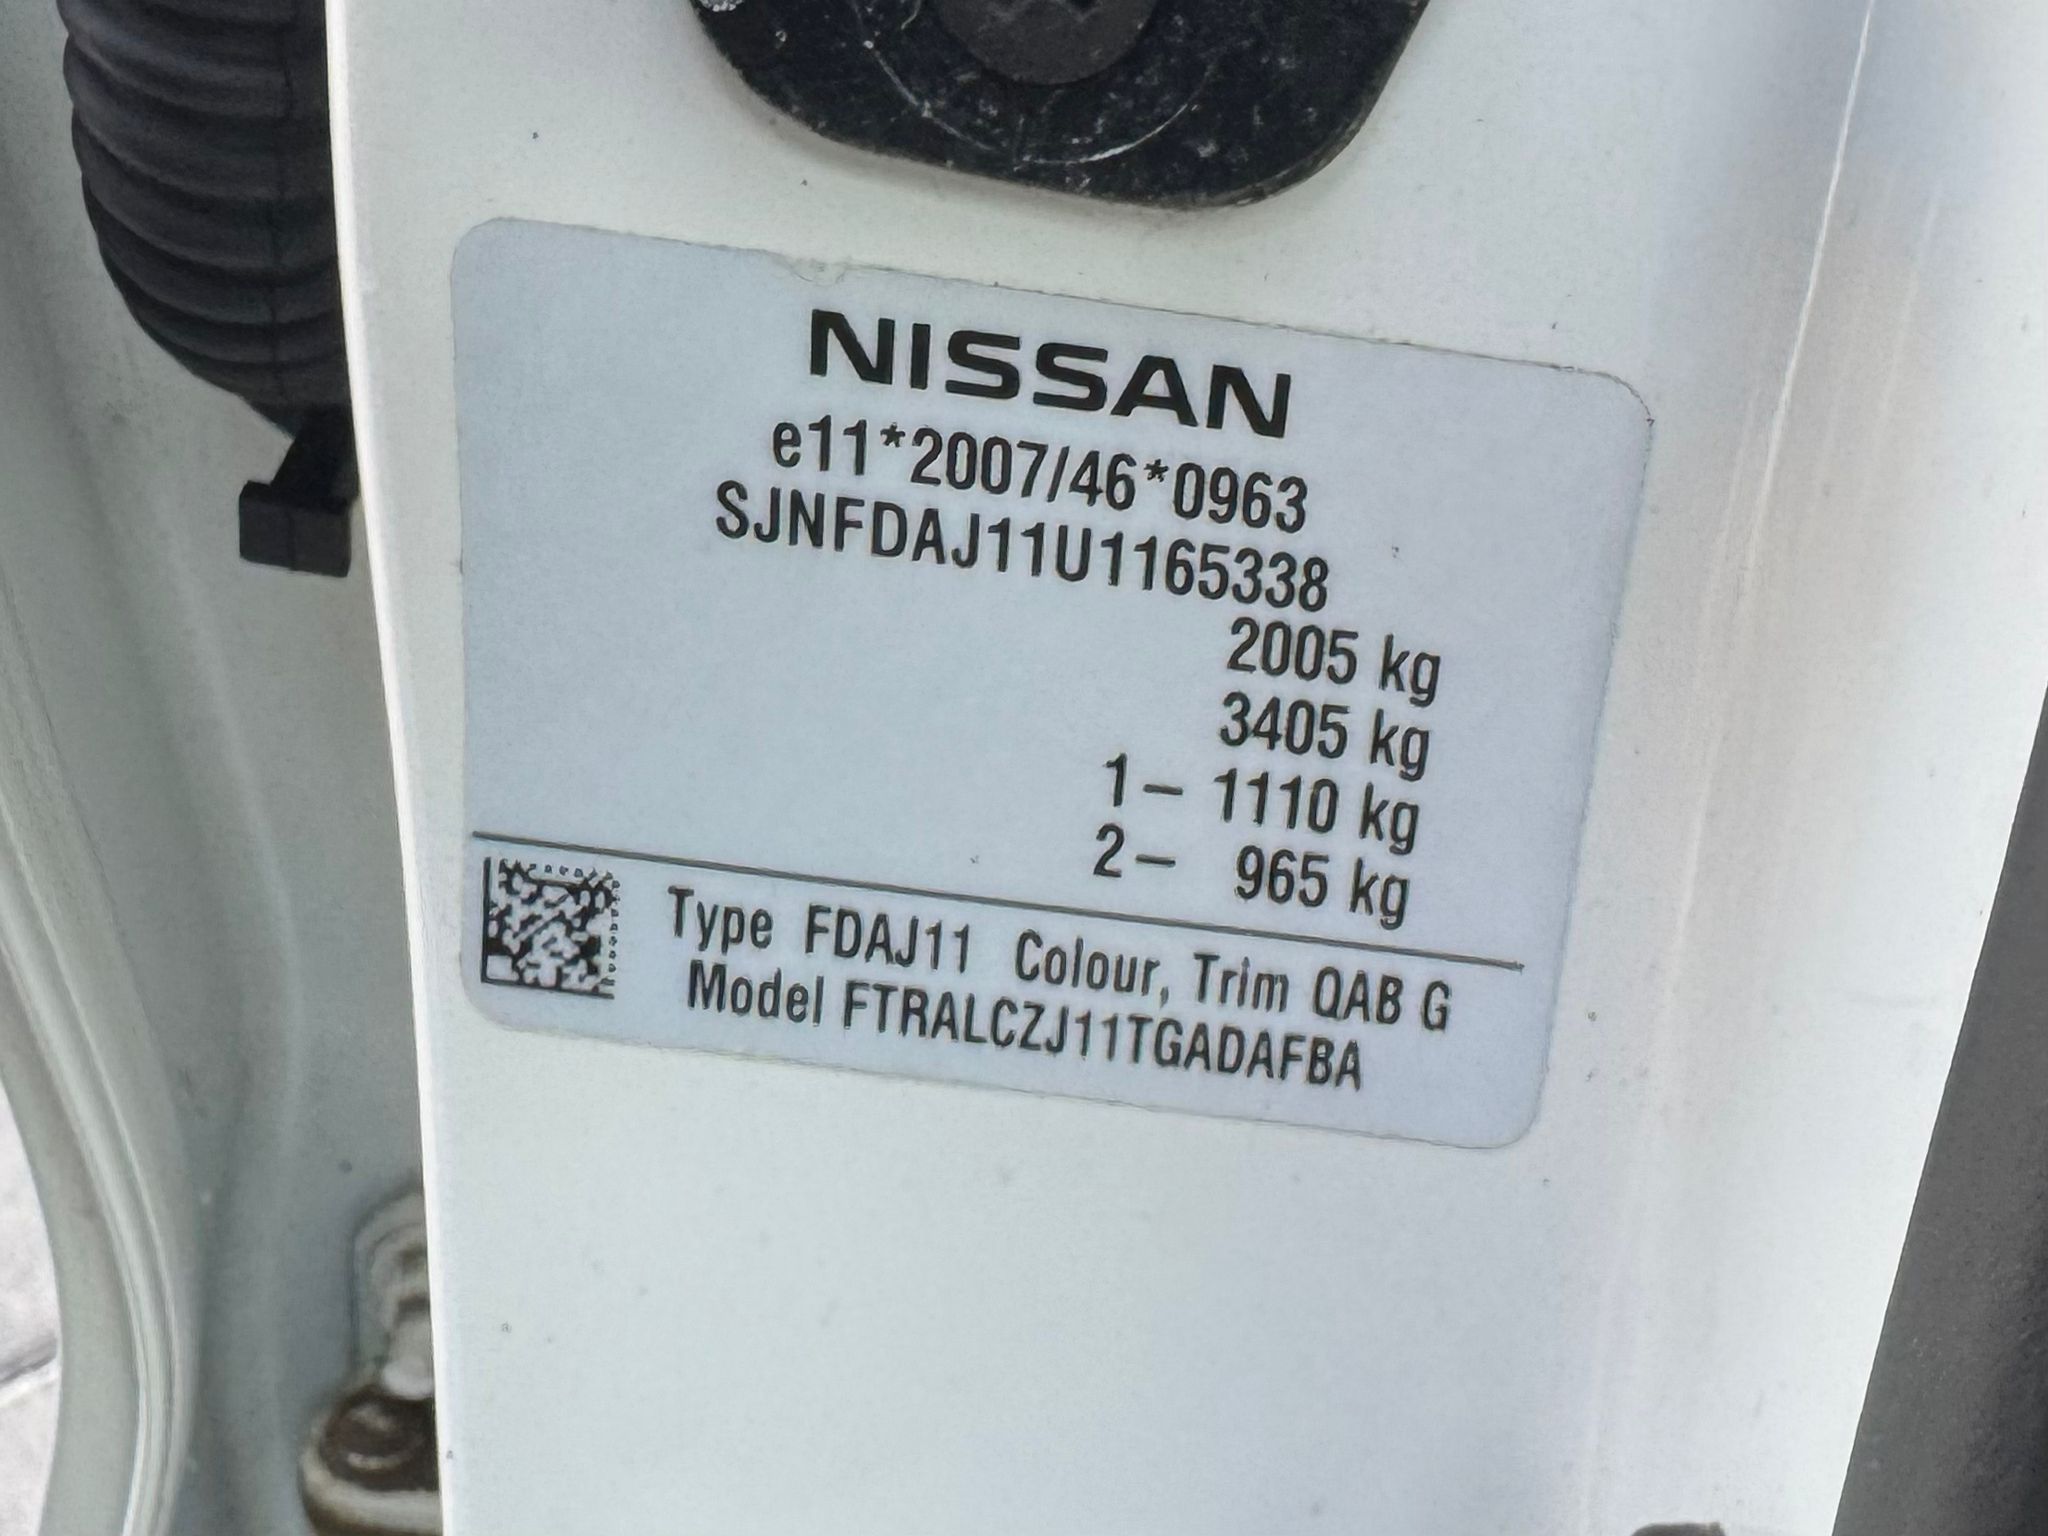 NISSAN
e11*2007/46*0963
SJNFDAJ11U1165338
2005 kg
3405 kg
1- 1110 kg
2- 965 kg
Type FDAJ11 Colour, Trim QAB G
Model FTRALCZJ11TGADAFBA